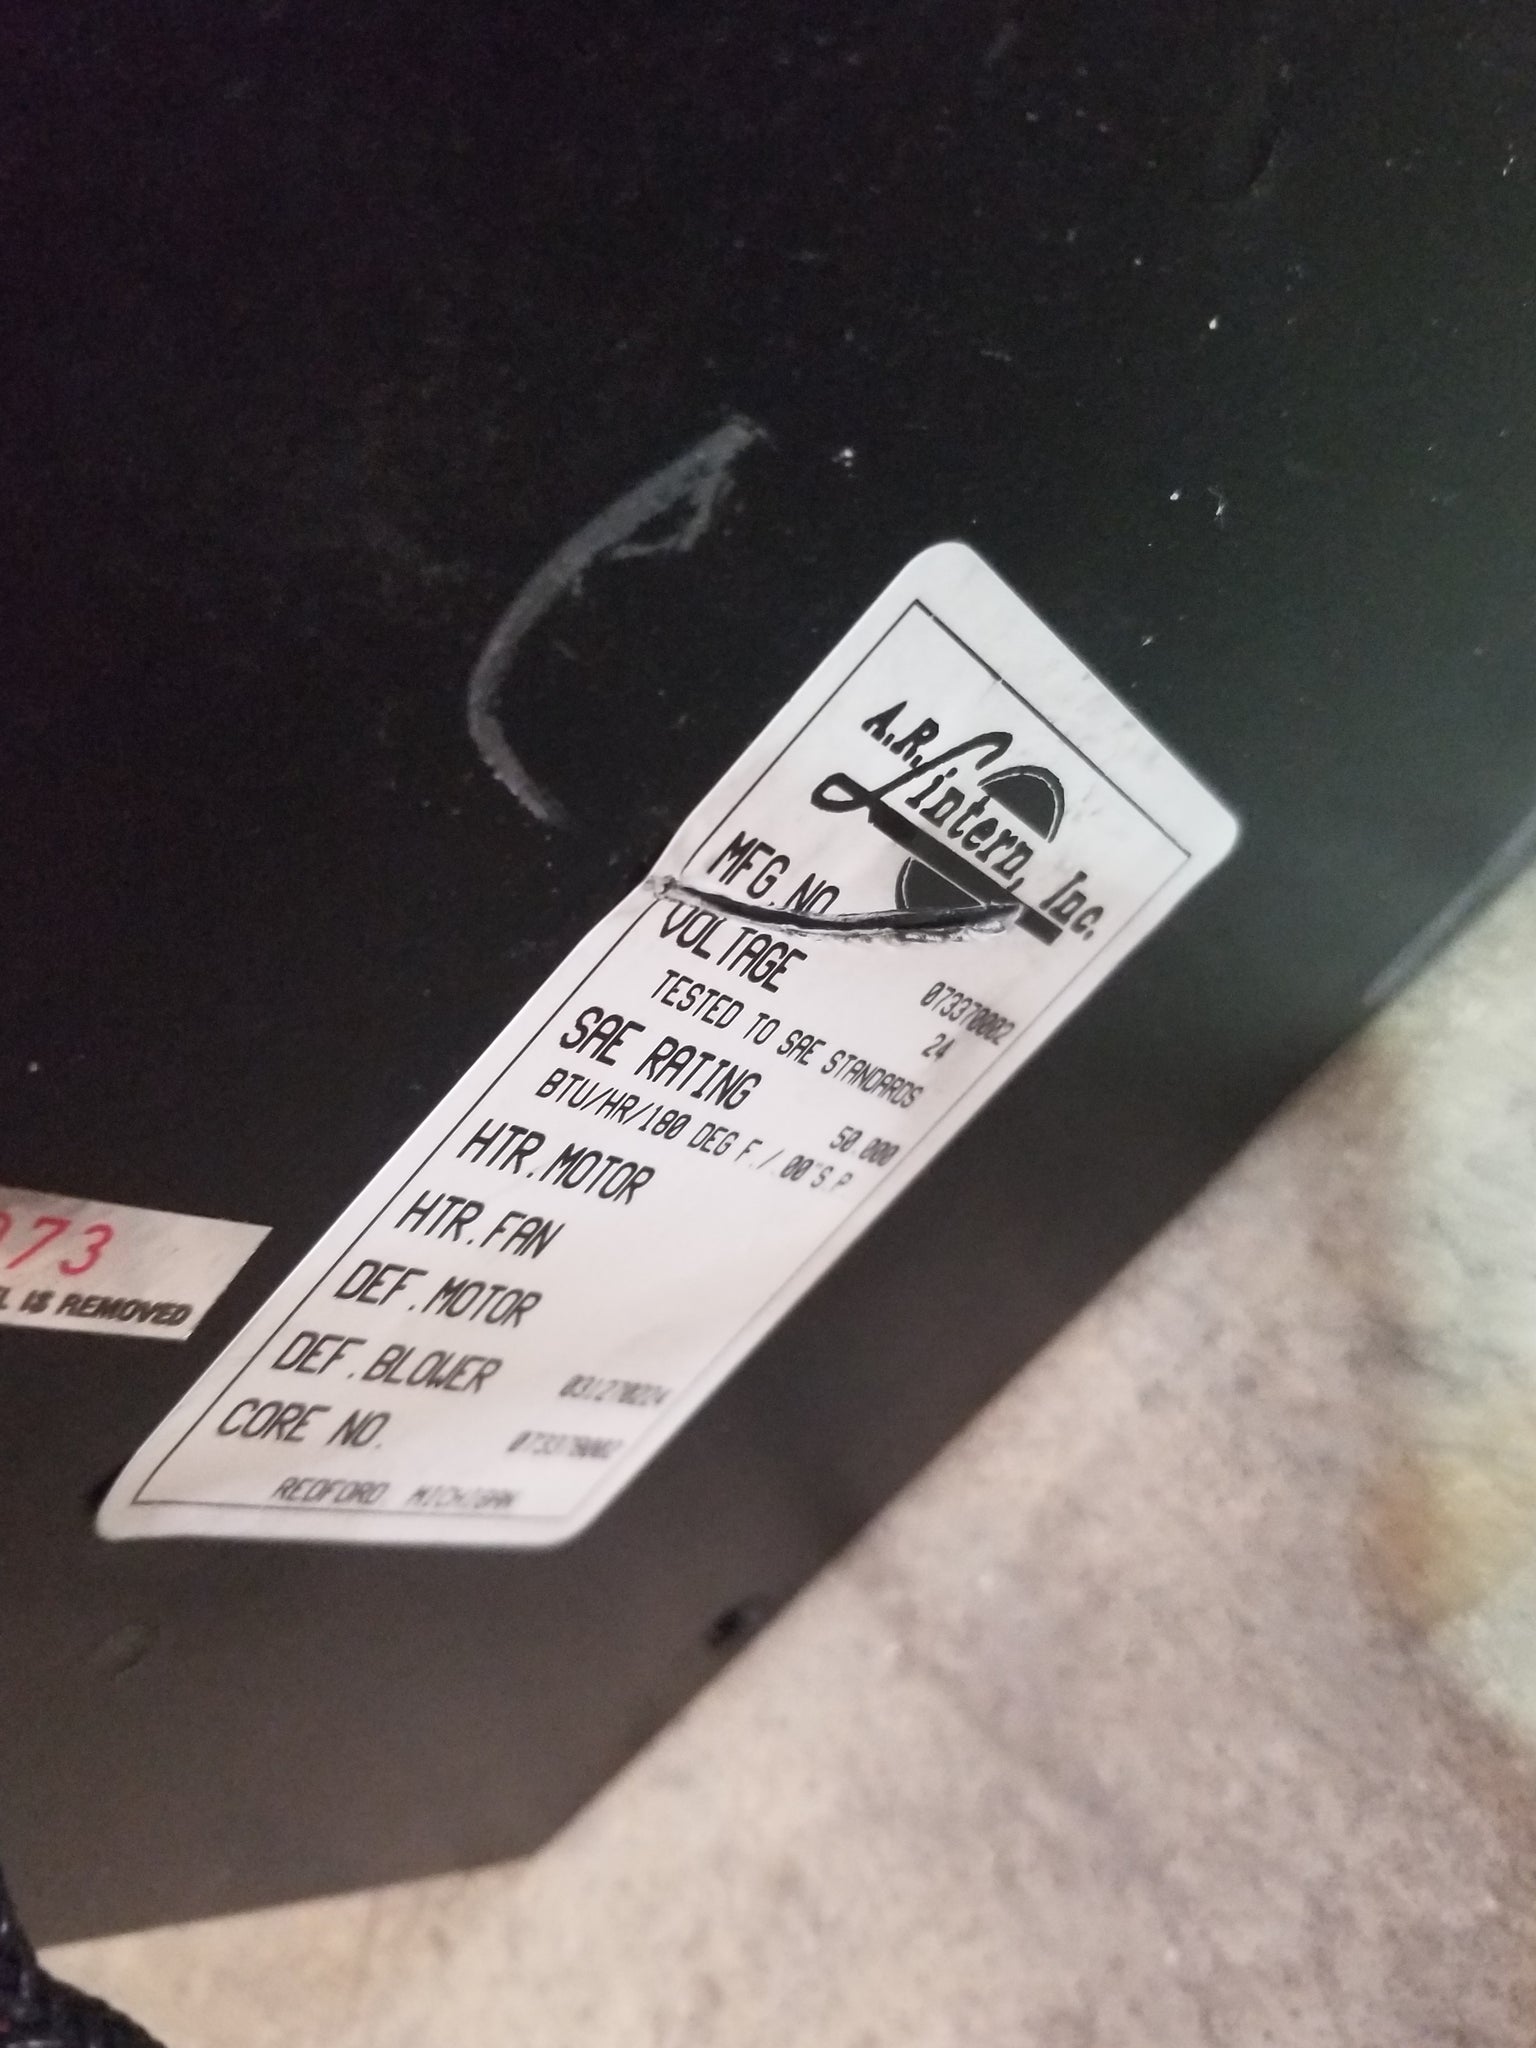 A.R. Lintern, Inc.
MFG.NO. 073370002
VOLTAGE 24
TESTED TO SAE STANDARDS
SAE RATING 50.000
BTU/HR/180 DEG F./.00"S.P
HTR.MOTOR
HTR.FAN
DEF.MOTOR
DEF.BLOWER
CORE NO.
REDFORD, MICHIGAN
73
IS REMOVED